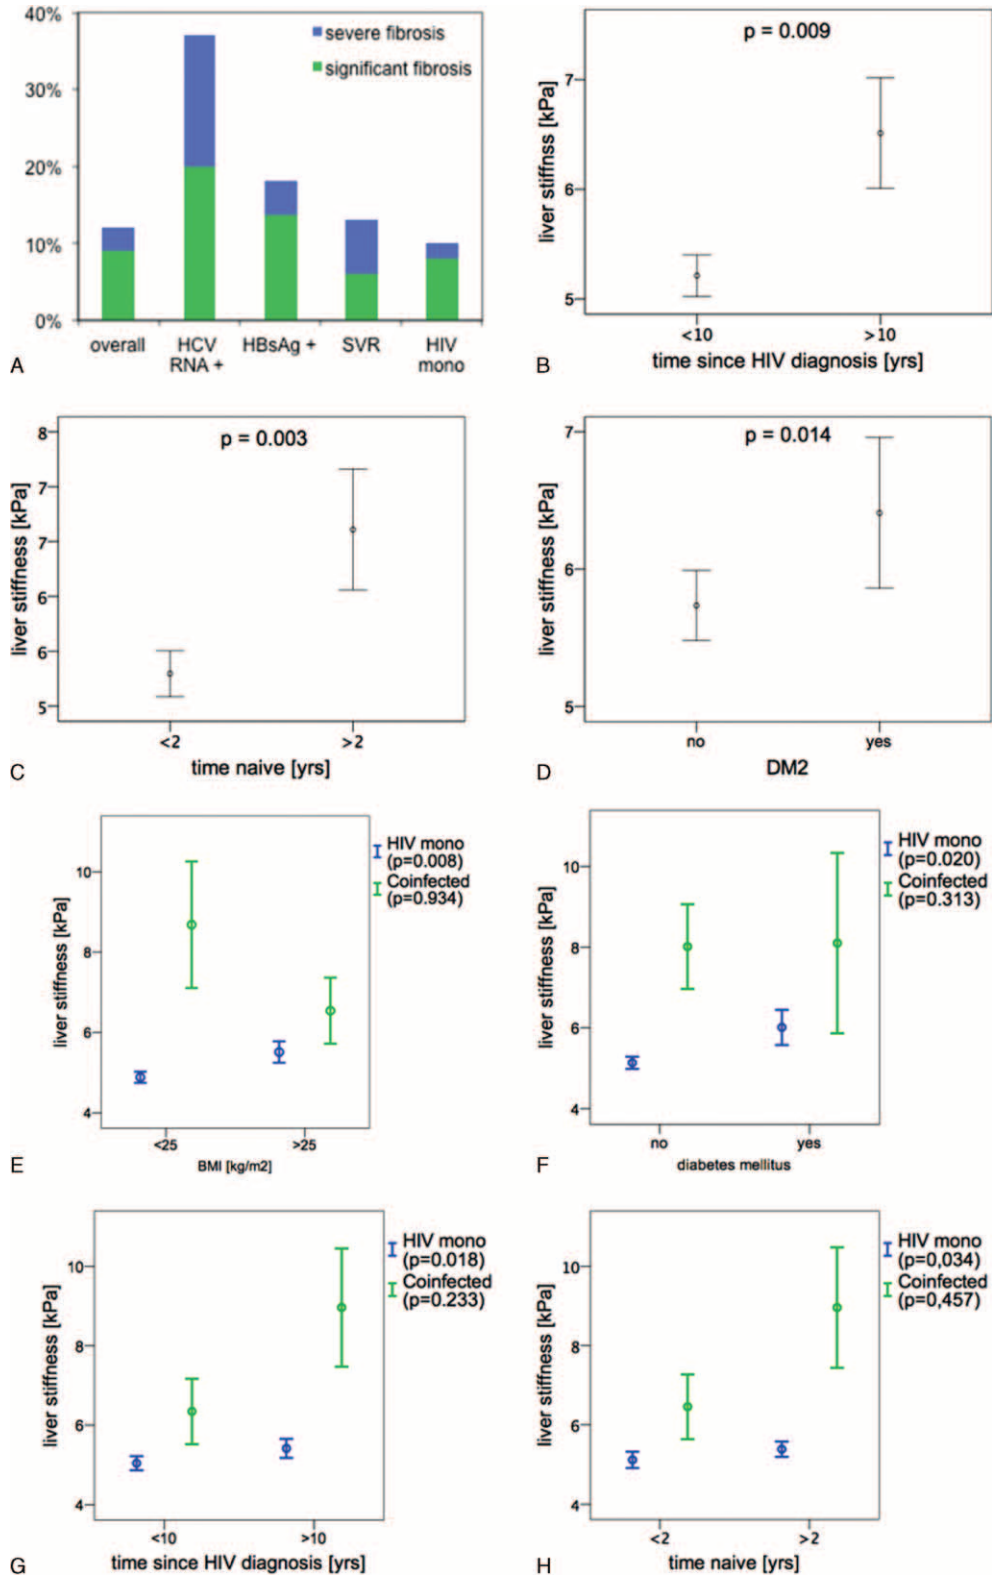 40%
30%
20%
10%
0%
severe fibrosis
significant fibrosis
overall
HCV
RNA +
HBsAg +
SVR
HIV
mono
A
p = 0.009
liver stiffnss [kPa]
7
6
5
<10
>10
time since HIV diagnosis [yrs]
B
p = 0.003
liver stiffness [kPa]
8
7
7
6
6
5
<2
>2
time naive [yrs]
C
p = 0.014
liver stiffness [kPa]
7
6
5
no
yes
DM2
D
HIV mono
(p=0.008)
Coinfected
(p=0.934)
liver stiffness [kPa]
10
8
6
4
<25
>25
BMI [kg/m2]
E
HIV mono
(p=0.020)
Coinfected
(p=0.313)
liver stiffness [kPa]
10
8
6
4
no
yes
diabetes mellitus
F
HIV mono
(p=0.018)
Coinfected
(p=0.233)
liver stiffness [kPa]
10
8
6
4
<10
>10
time since HIV diagnosis [yrs]
G
HIV mono
(p=0,034)
Coinfected
(p=0,457)
liver stiffness [kPa]
10
8
6
4
<2
>2
time naive [yrs]
H